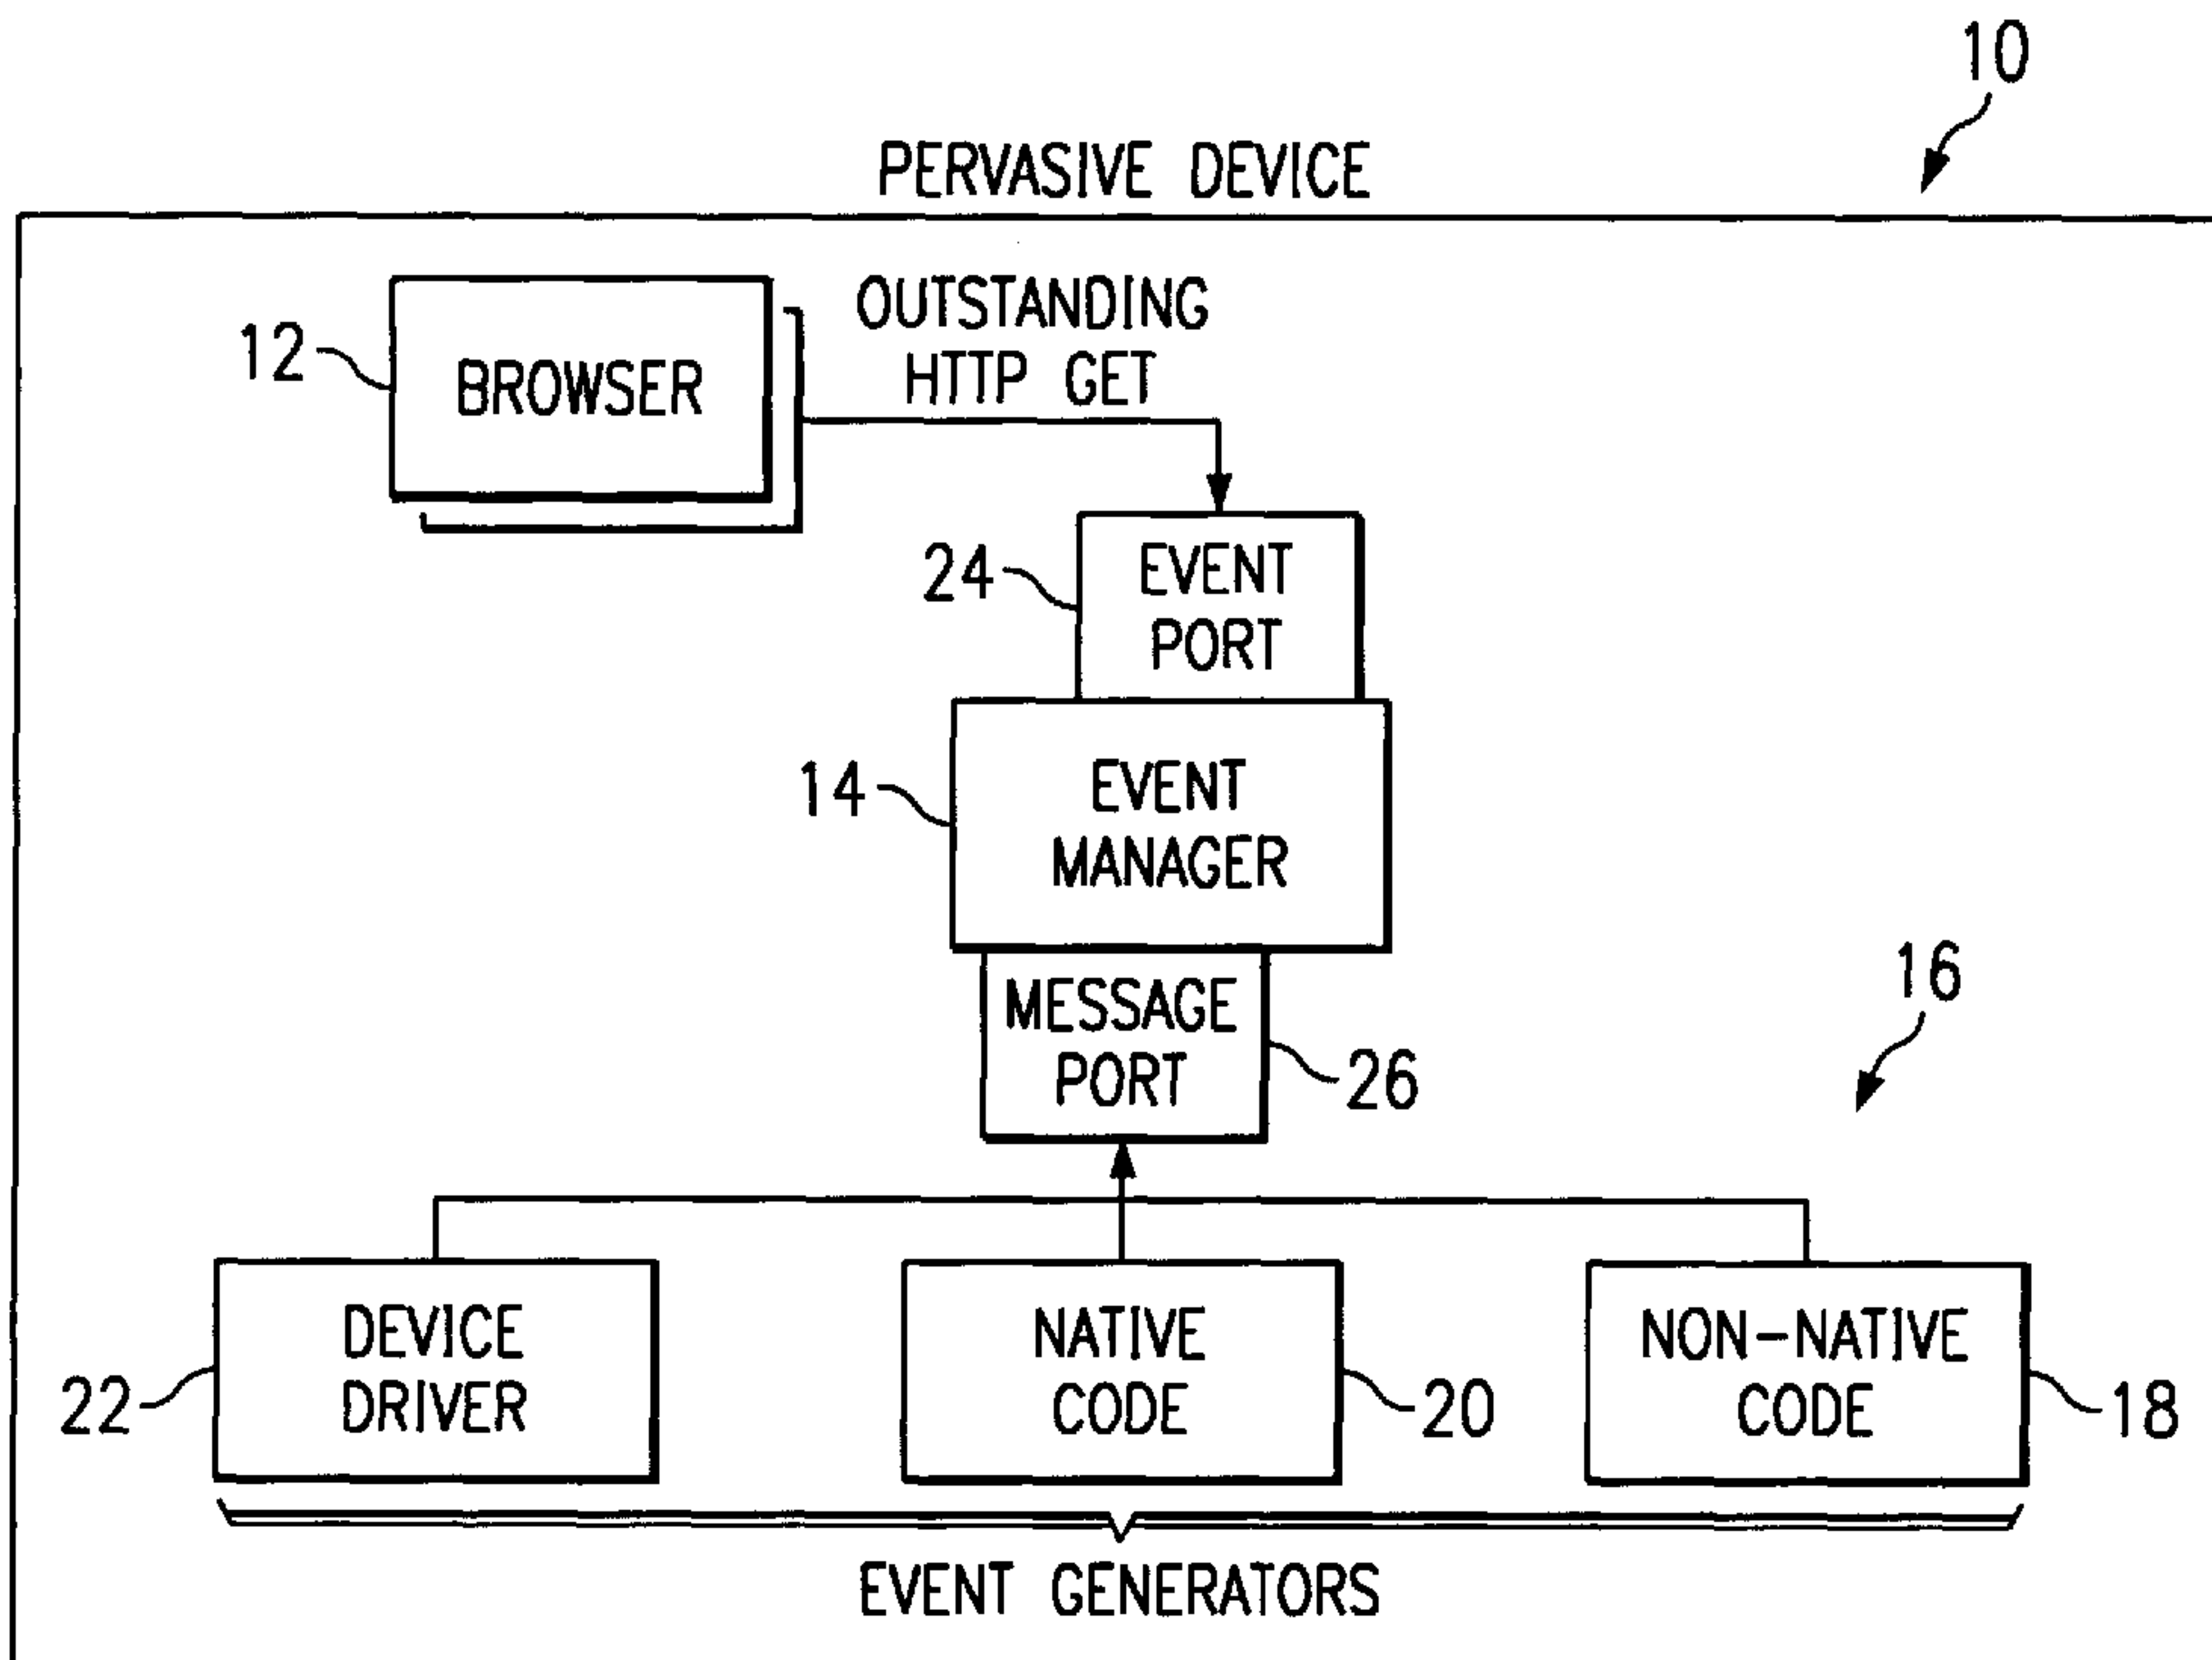 10
PERVASIVE DEVICE
OUTSTANDING
HTTP GET
12
BROWSER
24
EVENT
PORT
14
EVENT
MANAGER
16
MESSAGE
PORT
26
DEVICE
DRIVER
22
NATIVE
CODE
20
NON-NATIVE
CODE
18
EVENT GENERATORS